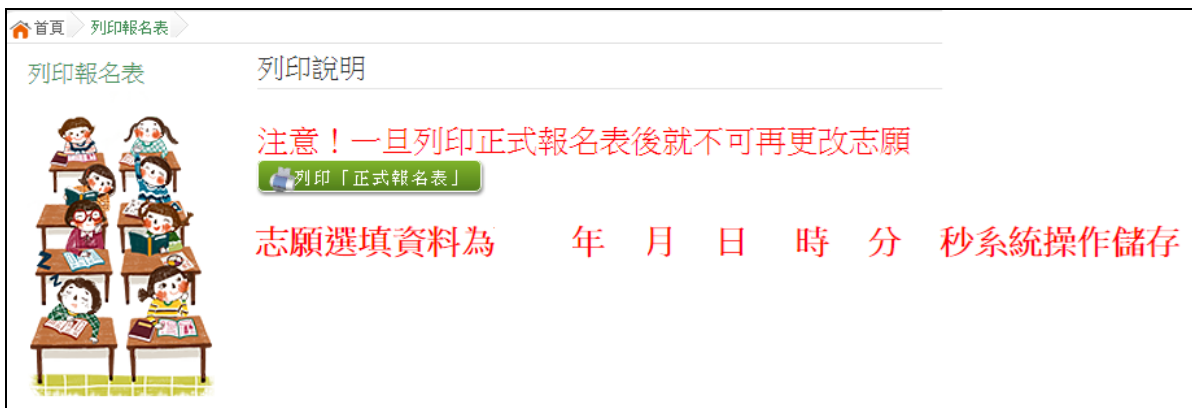 首頁 列印報名表
列印報名表
列印說明
注意！一旦列印正式報名表後就不可再更改志願
列印「正式報名表」
志願選填資料為 年 月 日 時 分 秒系統操作儲存